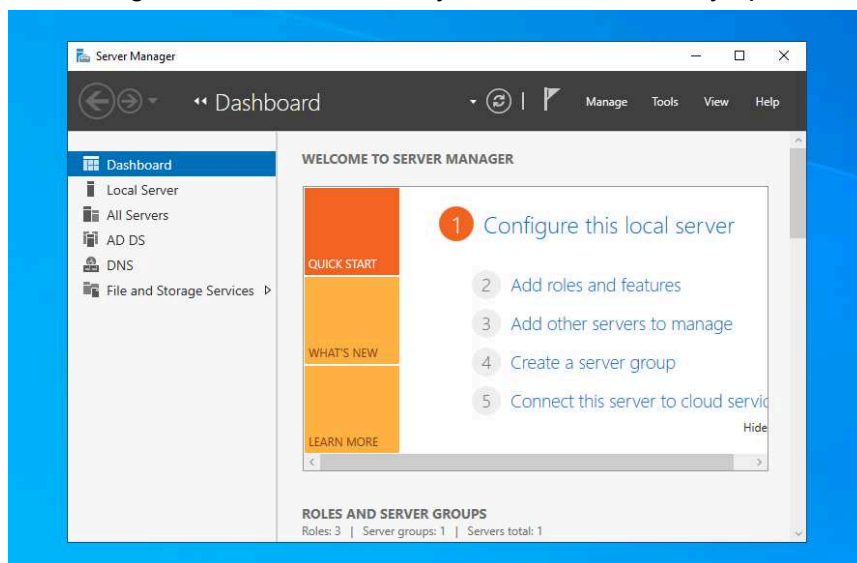 Server Manager
Dashboard
Manage Tools View Help
Dashboard
Local Server
All Servers
AD DS
DNS
File and Storage Services
WELCOME TO SERVER MANAGER
QUICK START
WHAT'S NEW
LEARN MORE
1 Configure this local server
2 Add roles and features
3 Add other servers to manage
4 Create a server group
5 Connect this server to cloud servic
Hide
ROLES AND SERVER GROUPS
Roles: 3 | Server groups: 1 | Servers total: 1